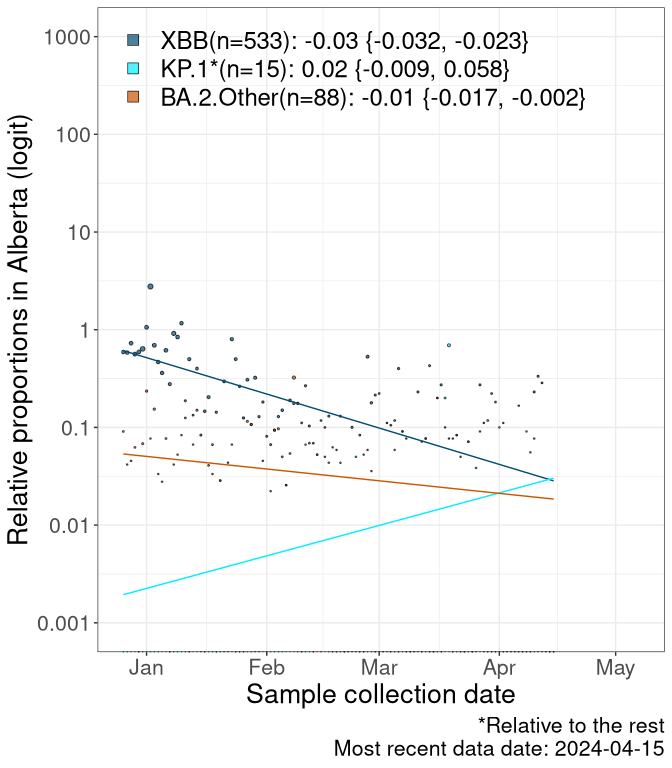 XBB(n=533): -0.03 {-0.032, -0.023}
KP.1*(n=15): 0.02 {-0.009, 0.058}
BA.2.Other(n=88): -0.01 {-0.017, -0.002}
Relative proportions in Alberta (logit)
1000
100
10
1
0.1
0.01
0.001
Jan Feb Mar Apr May
Sample collection date
*Relative to the rest
Most recent data date: 2024-04-15